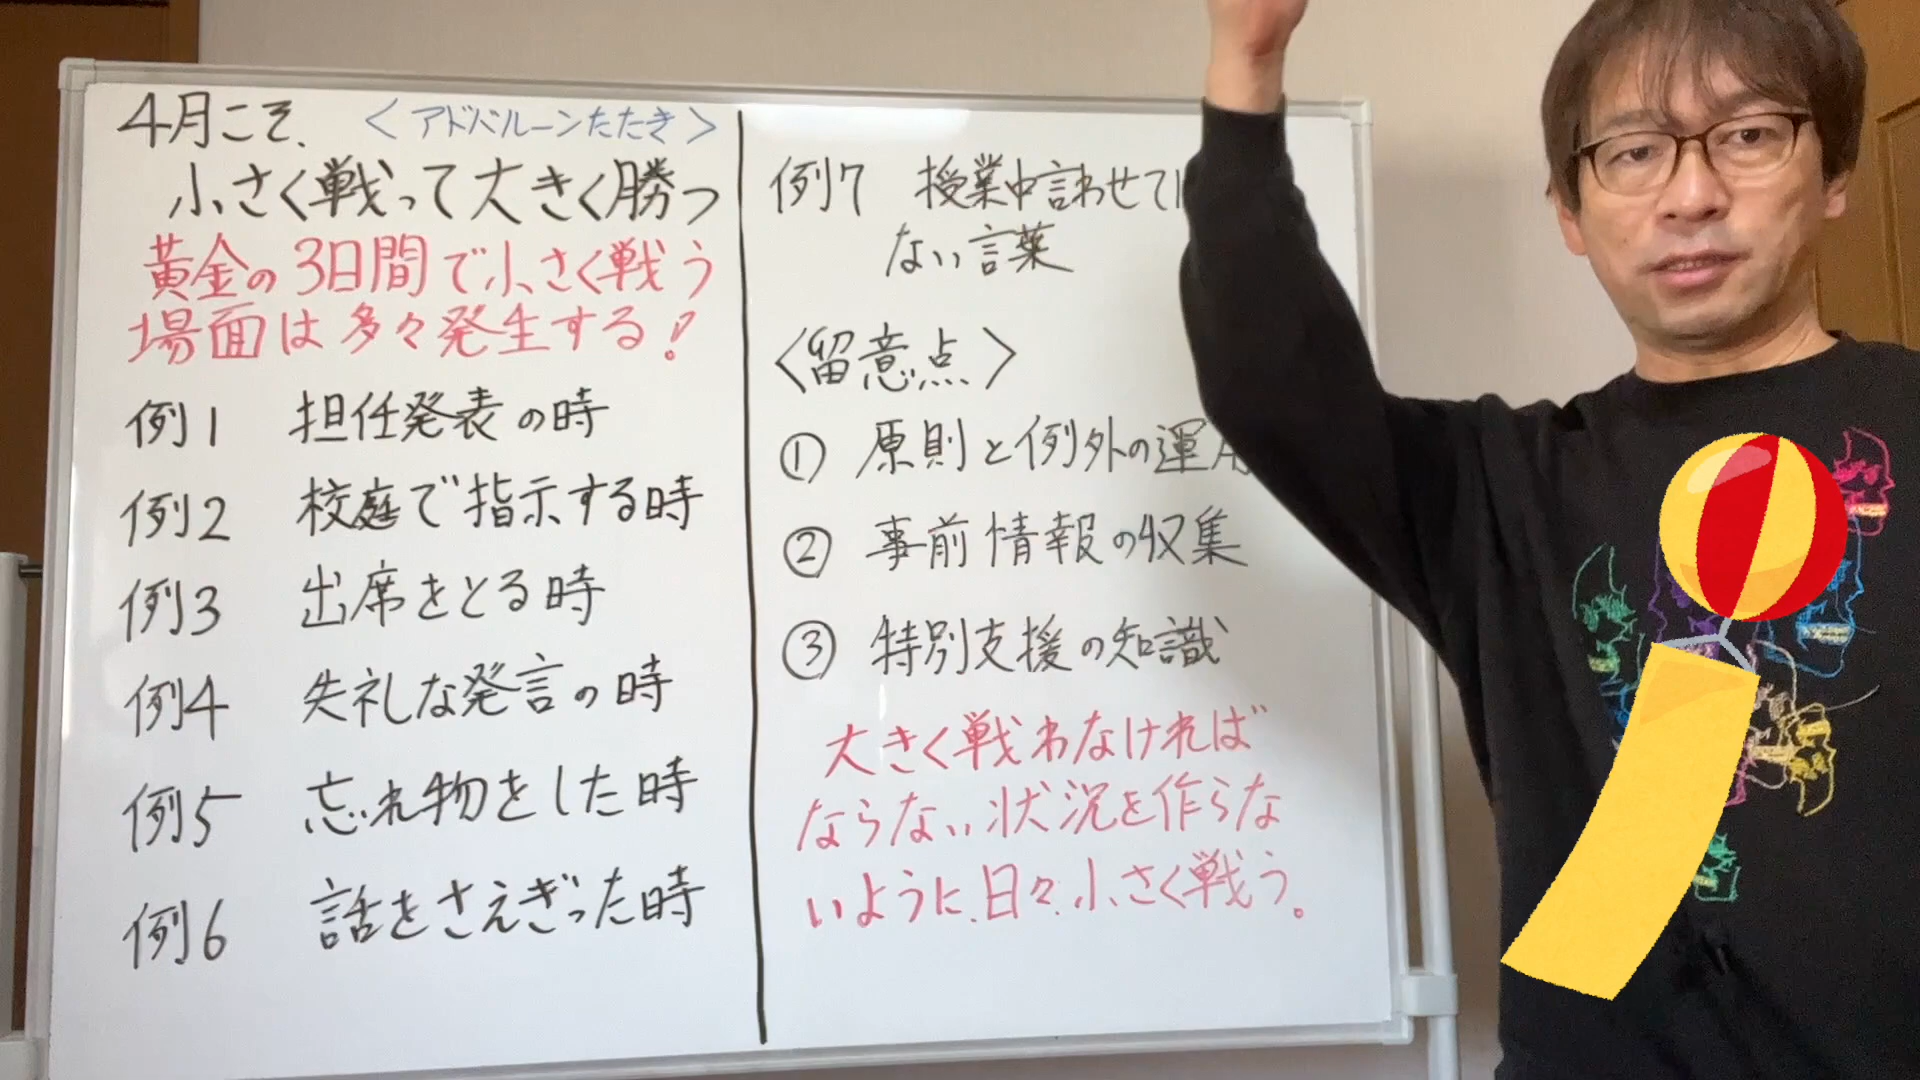 4月こそ、 <アドバルーンたたき>
小さく戦って大きく勝つ
黄金の3日間で小さく戦う
場面は多々発生する!
例1 担任発表の時
例2 校庭で指示する時
例3 出席をとる時
例4 失礼な発言の時
例5 忘れ物をした時
例6 話をさえぎった時
例7 授業中言わせては
ない言葉
<留意点>
① 原則と例外の運用
② 事前情報の収集
③ 特別支援の知識
大きく戦わなければ
ならない状況を作らな
いように、日々、小さく戦う。